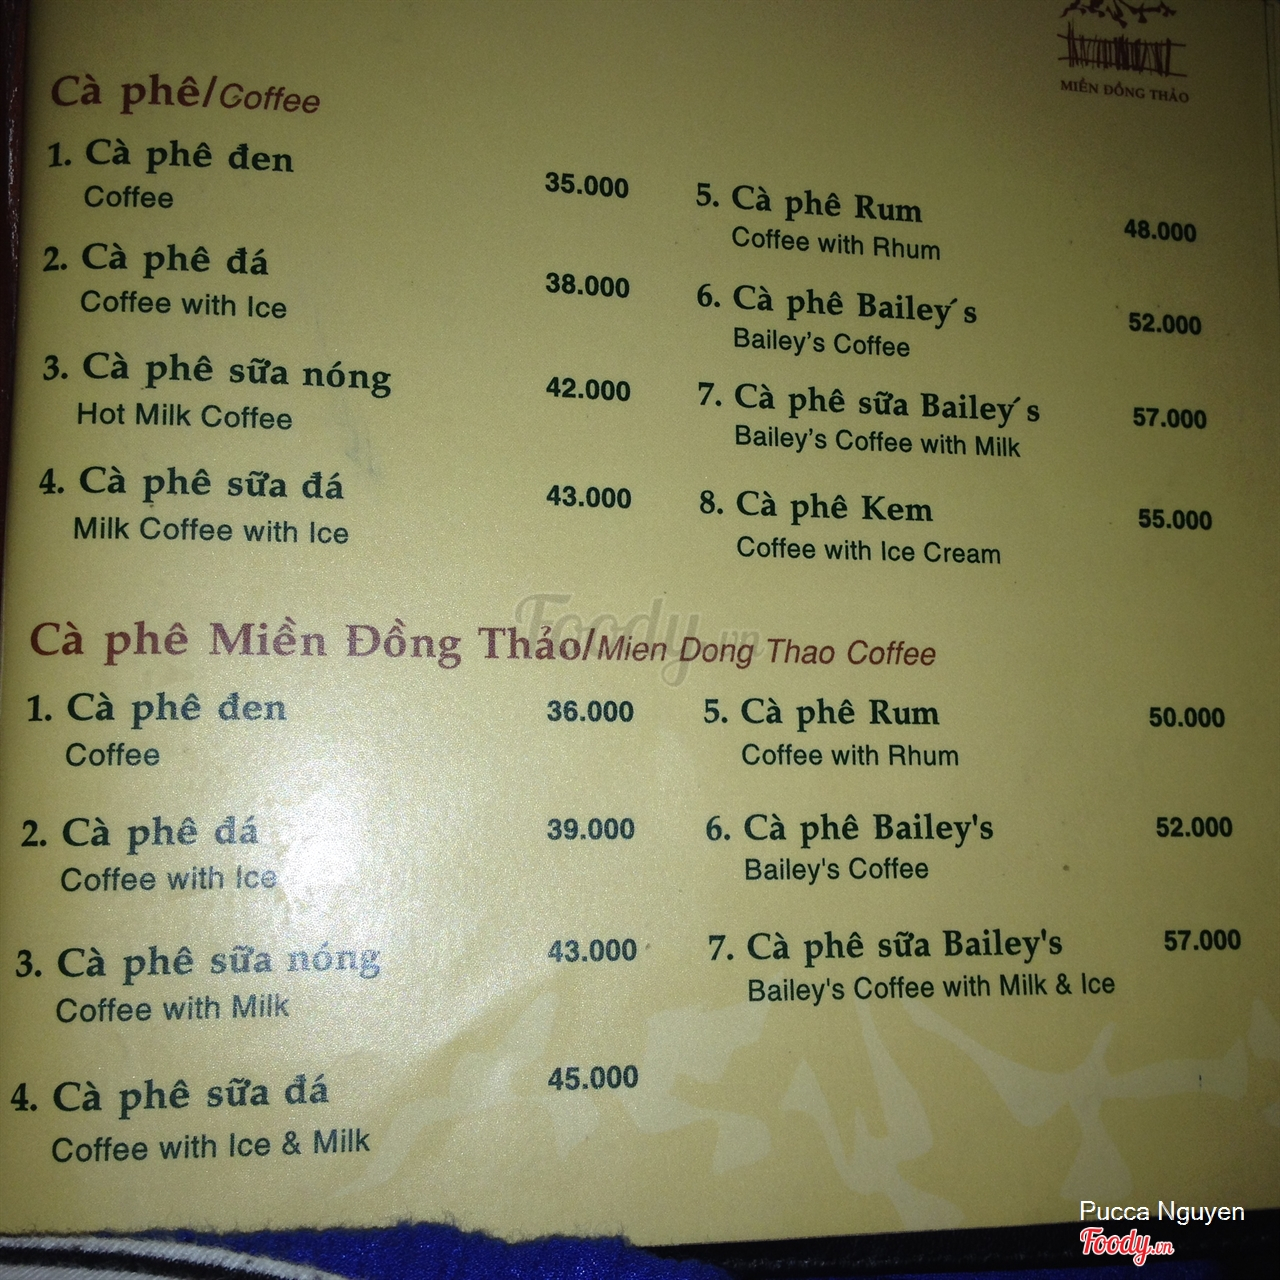 MIỀN ĐỒNG THẢO
Cà phê/Coffee
1. Cà phê đen 35.000
Coffee
2. Cà phê đá 38.000
Coffee with Ice
3. Cà phê sữa nóng 42.000
Hot Milk Coffee
4. Cà phê sữa đá 43.000
Milk Coffee with Ice
5. Cà phê Rum 48.000
Coffee with Rhum
6. Cà phê Bailey´s 52.000
Bailey's Coffee
7. Cà phê sữa Bailey´s 57.000
Bailey's Coffee with Milk
8. Cà phê Kem 55.000
Coffee with Ice Cream
Foody.vn
Cà phê Miền Đồng Thảo/Mien Dong Thao Coffee
1. Cà phê đen 36.000
Coffee
2. Cà phê đá 39.000
Coffee with Ice
3. Cà phê sữa nóng 43.000
Coffee with Milk
4. Cà phê sữa đá 45.000
Coffee with Ice & Milk
5. Cà phê Rum 50.000
Coffee with Rhum
6. Cà phê Bailey's 52.000
Bailey's Coffee
7. Cà phê sữa Bailey's 57.000
Bailey's Coffee with Milk & Ice
Pucca Nguyen
Foody.vn